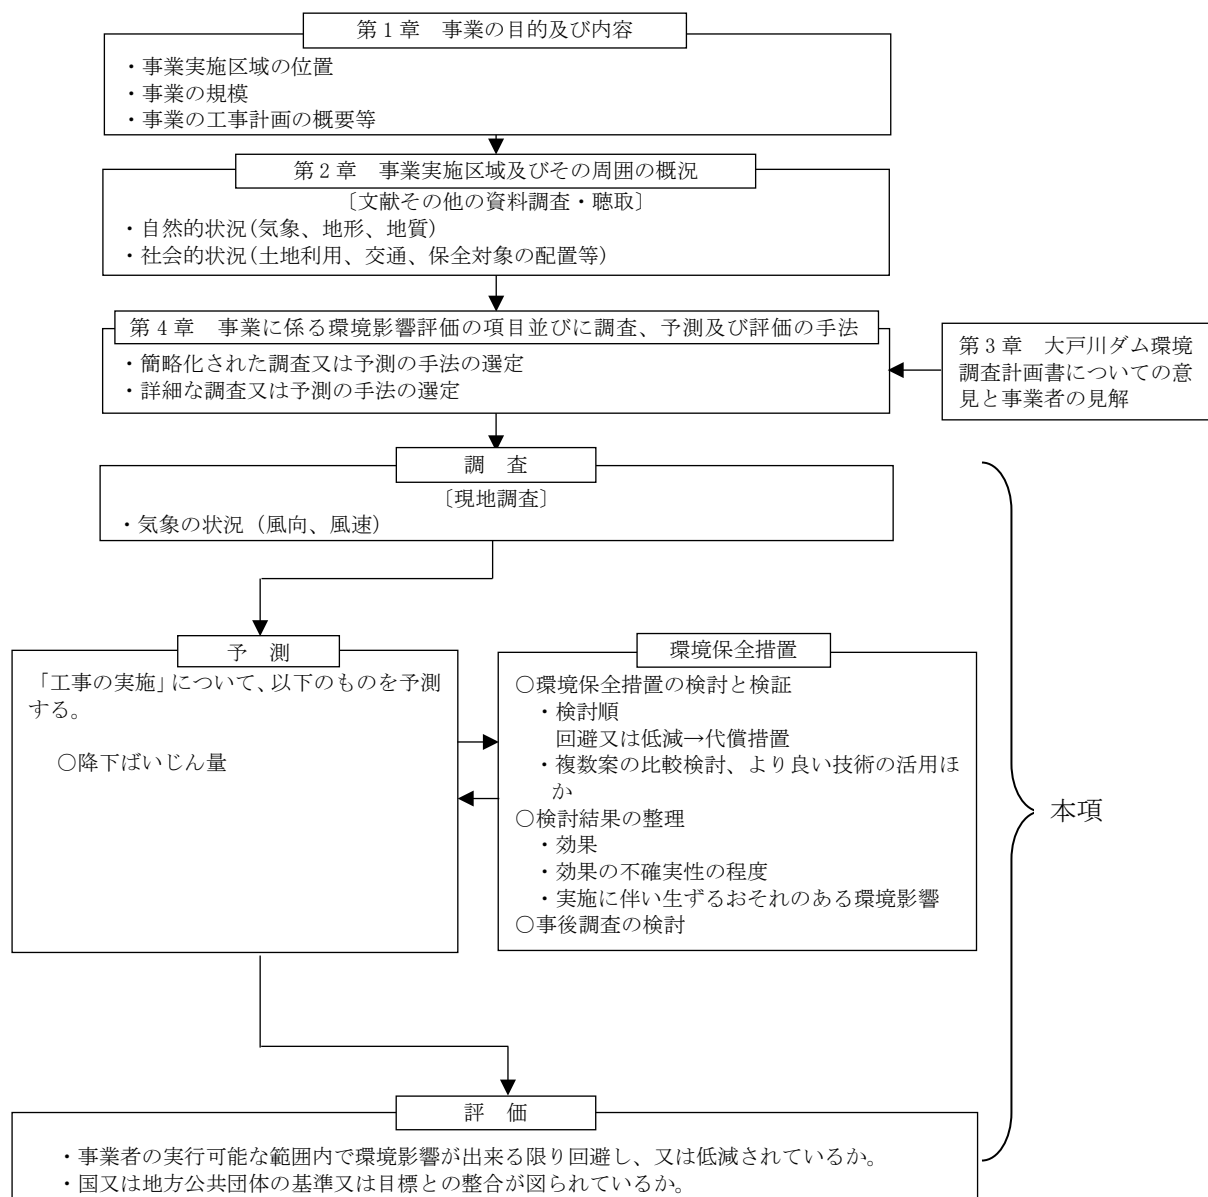 第1章　事業の目的及び内容
・事業実施区域の位置
・事業の規模
・事業の工事計画の概要等
第2章　事業実施区域及びその周囲の概況
〔文献その他の資料調査・聴取〕
・自然的状況(気象、地形、地質)
・社会的状況(土地利用、交通、保全対象の配置等)
第4章　事業に係る環境影響評価の項目並びに調査、予測及び評価の手法
・簡略化された調査又は予測の手法の選定
・詳細な調査又は予測の手法の選定
第3章　大戸川ダム環境
調査計画書についての意
見と事業者の見解
調　査
〔現地調査〕
・気象の状況（風向、風速）
予　測
「工事の実施」について、以下のものを予測
する。
○降下ばいじん量
環境保全措置
○環境保全措置の検討と検証
・検討順
回避又は低減→代償措置
・複数案の比較検討、より良い技術の活用ほ
か
○検討結果の整理
・効果
・効果の不確実性の程度
・実施に伴い生ずるおそれのある環境影響
○事後調査の検討
本項
評　価
・事業者の実行可能な範囲内で環境影響が出来る限り回避し、又は低減されているか。
・国又は地方公共団体の基準又は目標との整合が図られているか。